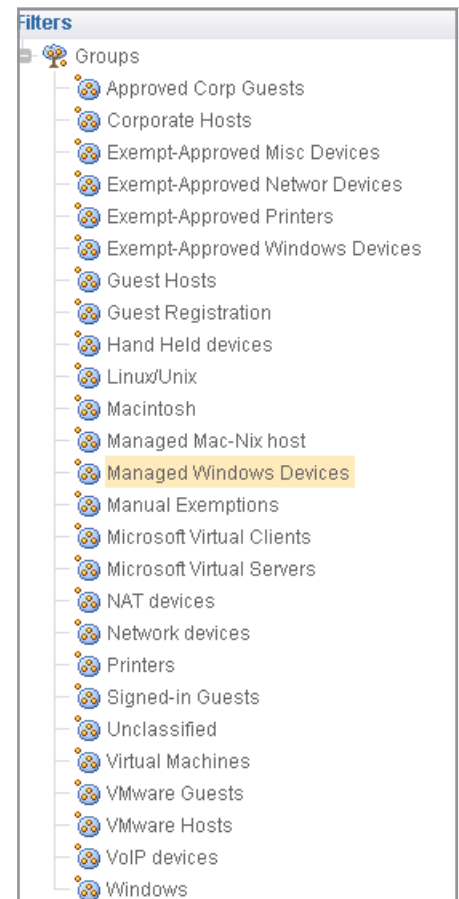 Filters
Groups
Approved Corp Guests
Corporate Hosts
Exempt-Approved Misc Devices
Exempt-Approved Networ Devices
Exempt-Approved Printers
Exempt-Approved Windows Devices
Guest Hosts
Guest Registration
Hand Held devices
Linux/Unix
Macintosh
Managed Mac-Nix host
Managed Windows Devices
Manual Exemptions
Microsoft Virtual Clients
Microsoft Virtual Servers
NAT devices
Network devices
Printers
Signed-in Guests
Unclassified
Virtual Machines
VMware Guests
VMware Hosts
VoIP devices
Windows